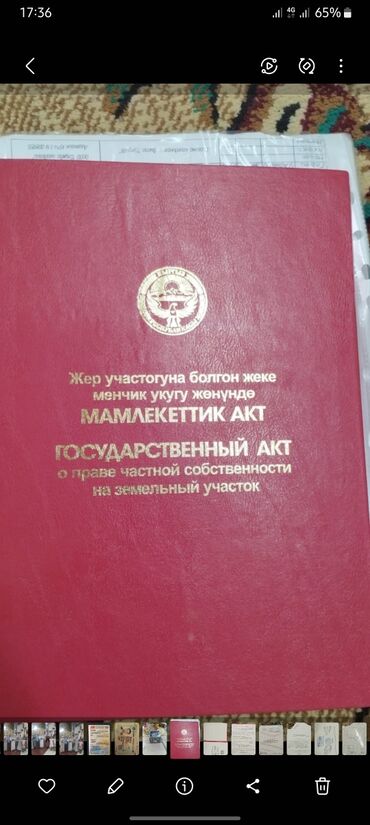 17:36
4G
65%
Жер участогуна болгон жеке
менчик укугу жөнүндө
МАМЛЕКЕТТИК АКТ
ГОСУДАРСТВЕННЫЙ АКТ
о праве частной собственности
на земельный участок